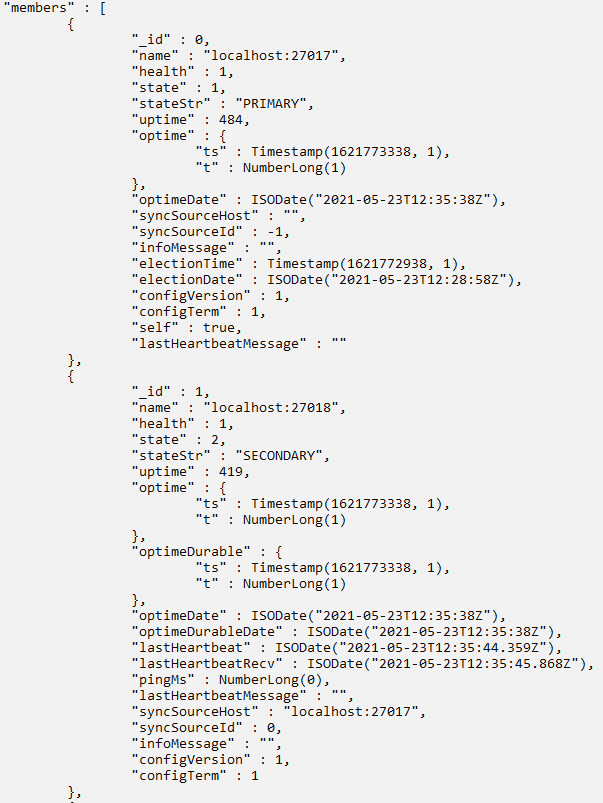 "members" : [
{
"_id" : 0,
"name" : "localhost:27017",
"health" : 1,
"state" : 1,
"stateStr" : "PRIMARY",
"uptime" : 484,
"optime" : {
"ts" : Timestamp(1621773338, 1),
"t" : NumberLong(1)
},
"optimeDate" : ISODate("2021-05-23T12:35:38Z"),
"syncSourceHost" : "",
"syncSourceId" : -1,
"infoMessage" : "",
"electionTime" : Timestamp(1621772938, 1),
"electionDate" : ISODate("2021-05-23T12:28:58Z"),
"configVersion" : 1,
"configTerm" : 1,
"self" : true,
"lastHeartbeatMessage" : ""
},
{
"_id" : 1,
"name" : "localhost:27018",
"health" : 1,
"state" : 2,
"stateStr" : "SECONDARY",
"uptime" : 419,
"optime" : {
"ts" : Timestamp(1621773338, 1),
"t" : NumberLong(1)
},
"optimeDurable" : {
"ts" : Timestamp(1621773338, 1),
"t" : NumberLong(1)
},
"optimeDate" : ISODate("2021-05-23T12:35:38Z"),
"optimeDurableDate" : ISODate("2021-05-23T12:35:38Z"),
"lastHeartbeat" : ISODate("2021-05-23T12:35:44.359Z"),
"lastHeartbeatRecv" : ISODate("2021-05-23T12:35:45.868Z"),
"pingMs" : NumberLong(0),
"lastHeartbeatMessage" : "",
"syncSourceHost" : "localhost:27017",
"syncSourceId" : 0,
"infoMessage" : "",
"configVersion" : 1,
"configTerm" : 1
},